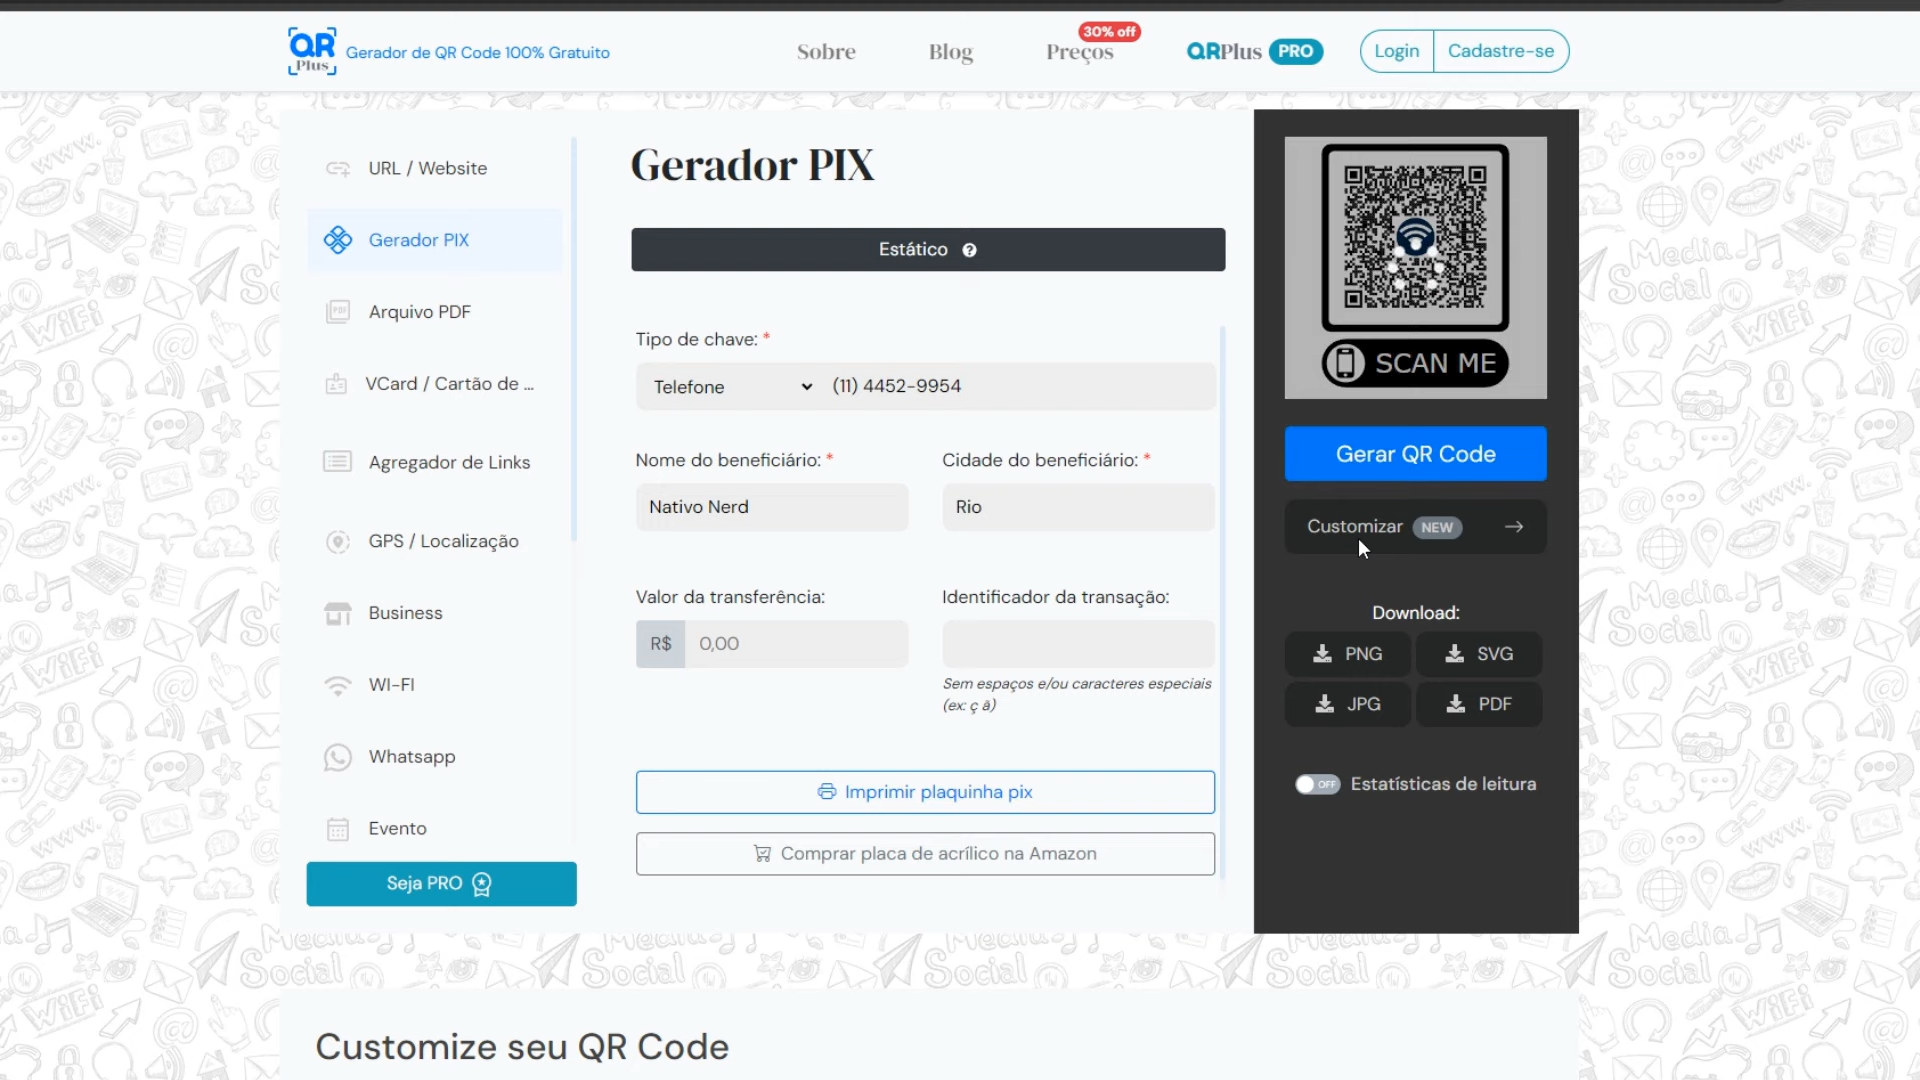 QR Plus
Gerador de QR Code 100% Gratuito
Sobre
Blog
Preços
30% off
QRPlus PRO
Login
Cadastre-se
URL / Website
Gerador PIX
Arquivo PDF
VCard / Cartão de ...
Agregador de Links
GPS / Localização
Business
WI-FI
Whatsapp
Evento
Seja PRO
Gerador PIX
Estático
Tipo de chave: *
Telefone
(11) 4452-9954
Nome do beneficiário: *
Cidade do beneficiário: *
Nativo Nerd
Rio
Valor da transferência:
Identificador da transação:
R$ 0,00
Sem espaços e/ou caracteres especiais
(ex: ç ã)
Imprimir plaquinha pix
Comprar placa de acrílico na Amazon
SCAN ME
Gerar QR Code
Customizar NEW
Download:
PNG
SVG
JPG
PDF
OFF
Estatísticas de leitura
Customize seu QR Code